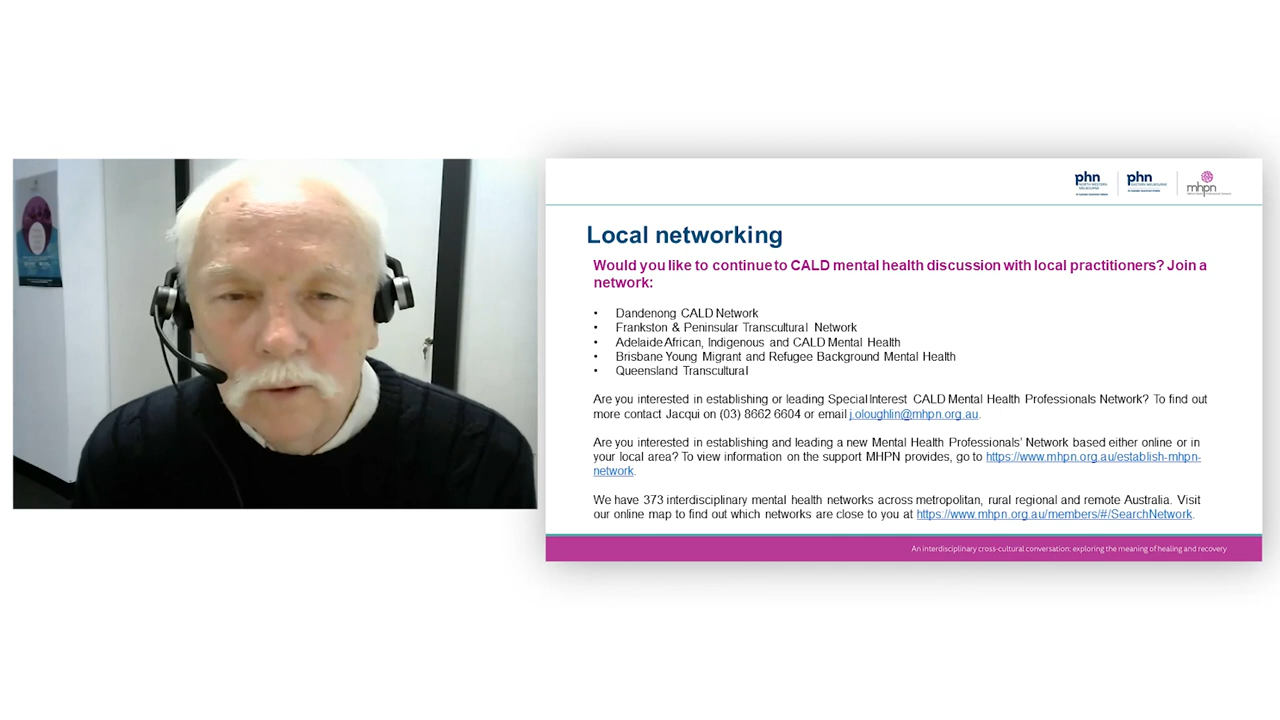 phn
NORTH WESTERN
MELBOURNE
phn
EASTERN MELBOURNE
mhpn
Local networking
Would you like to continue to CALD mental health discussion with local practitioners? Join a
network:
• Dandenong CALD Network
• Frankston & Peninsular Transcultural Network
• Adelaide African, Indigenous and CALD Mental Health
• Brisbane Young Migrant and Refugee Background Mental Health
• Queensland Transcultural
Are you interested in establishing or leading Special Interest CALD Mental Health Professionals Network? To find out
more contact Jacqui on (03) 8662 6604 or email j.oloughlin@mhpn.org.au.
Are you interested in establishing and leading a new Mental Health Professionals' Network based either online or in
your local area? To view information on the support MHPN provides, go to https://www.mhpn.org.au/establish-mhpn-
network.
We have 373 interdisciplinary mental health networks across metropolitan, rural regional and remote Australia. Visit
our online map to find out which networks are close to you at https://www.mhpn.org.au/members/#/SearchNetwork.
An interdisciplinary cross-cultural conversation: exploring the meaning of healing and recovery